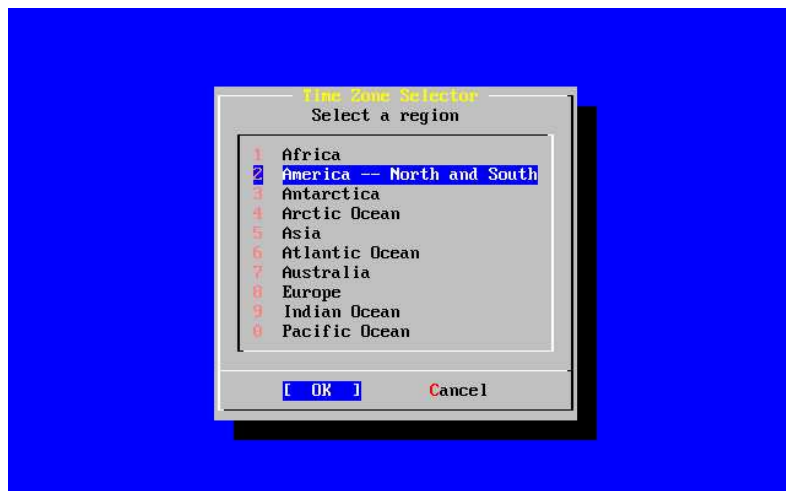 Time Zone Selector
Select a region
1 Africa
2 America -- North and South
3 Antarctica
4 Arctic Ocean
5 Asia
6 Atlantic Ocean
7 Australia
8 Europe
9 Indian Ocean
0 Pacific Ocean
[ OK ] Cancel